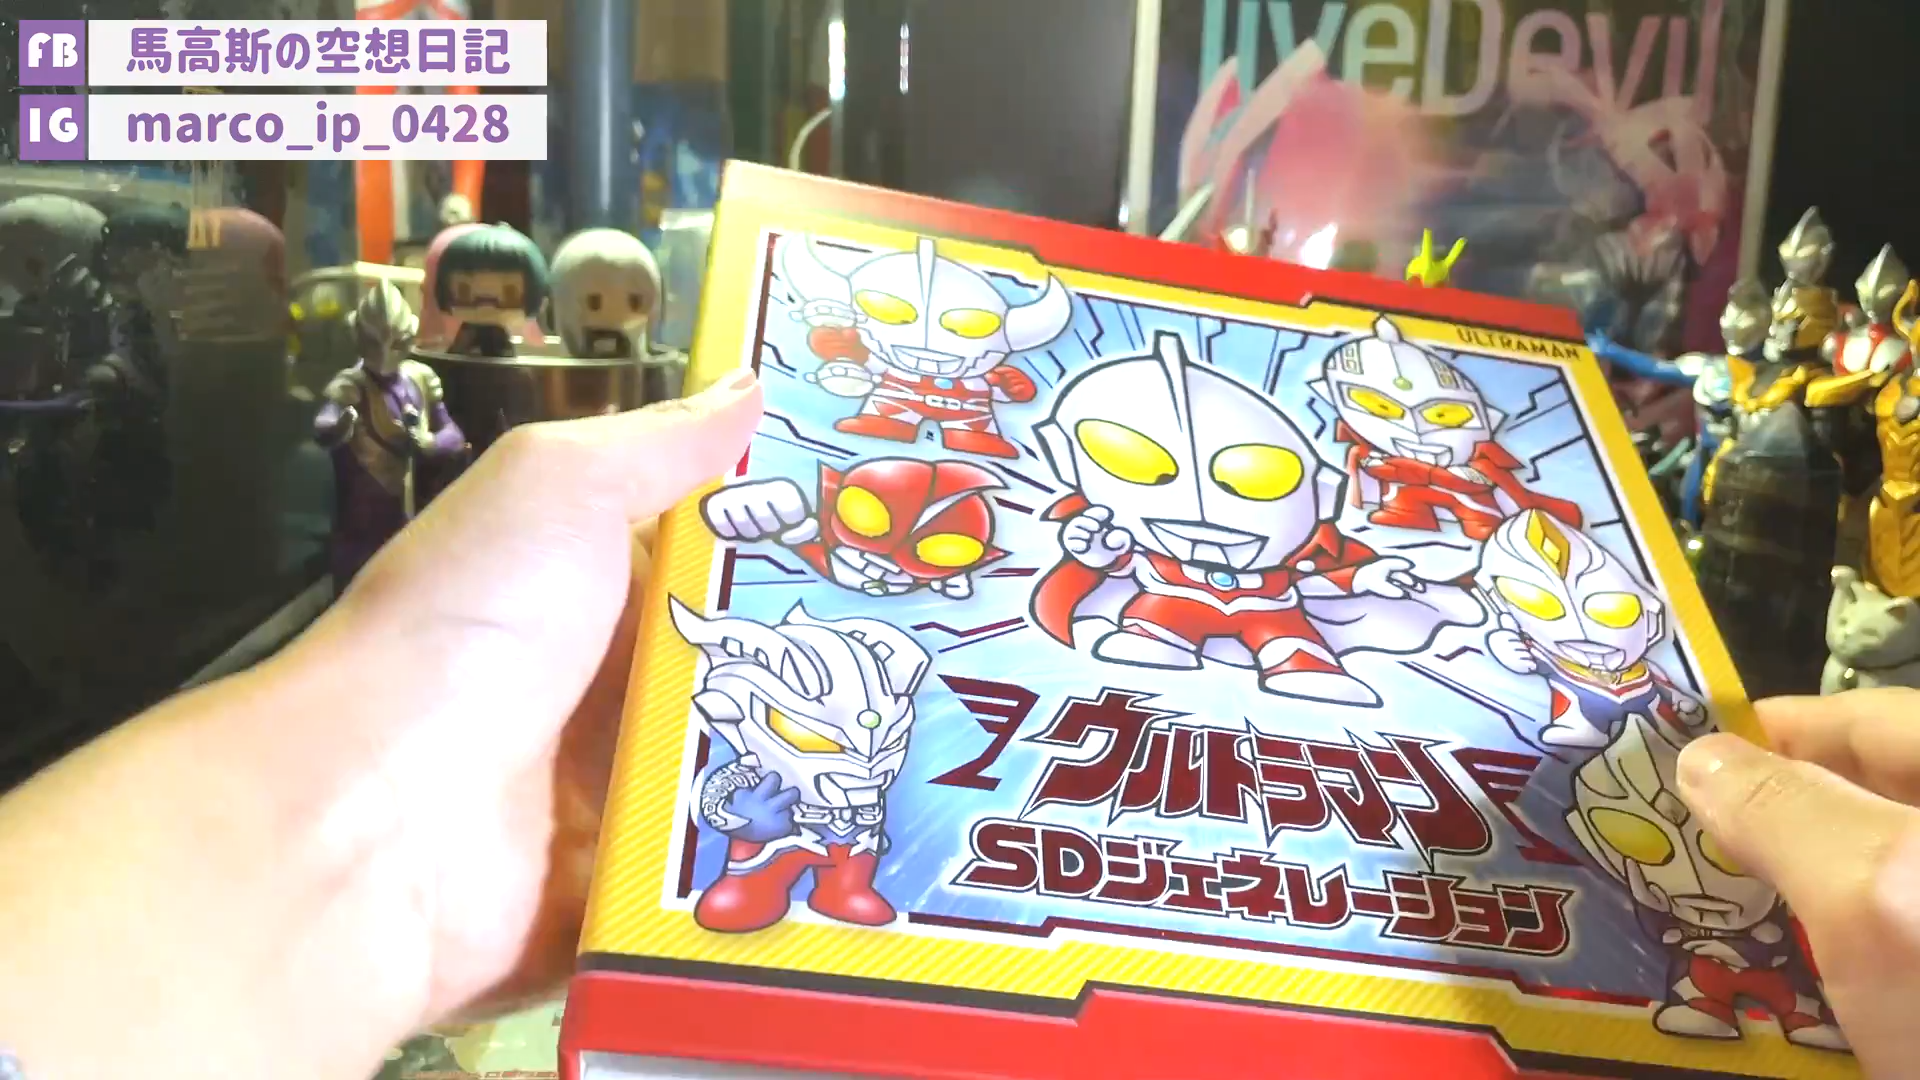 FB 馬高斯の空想日記
IG marco_ip_0428
liveDevil
ULTRAMAN
ウルトラマン
SDジェネレーション